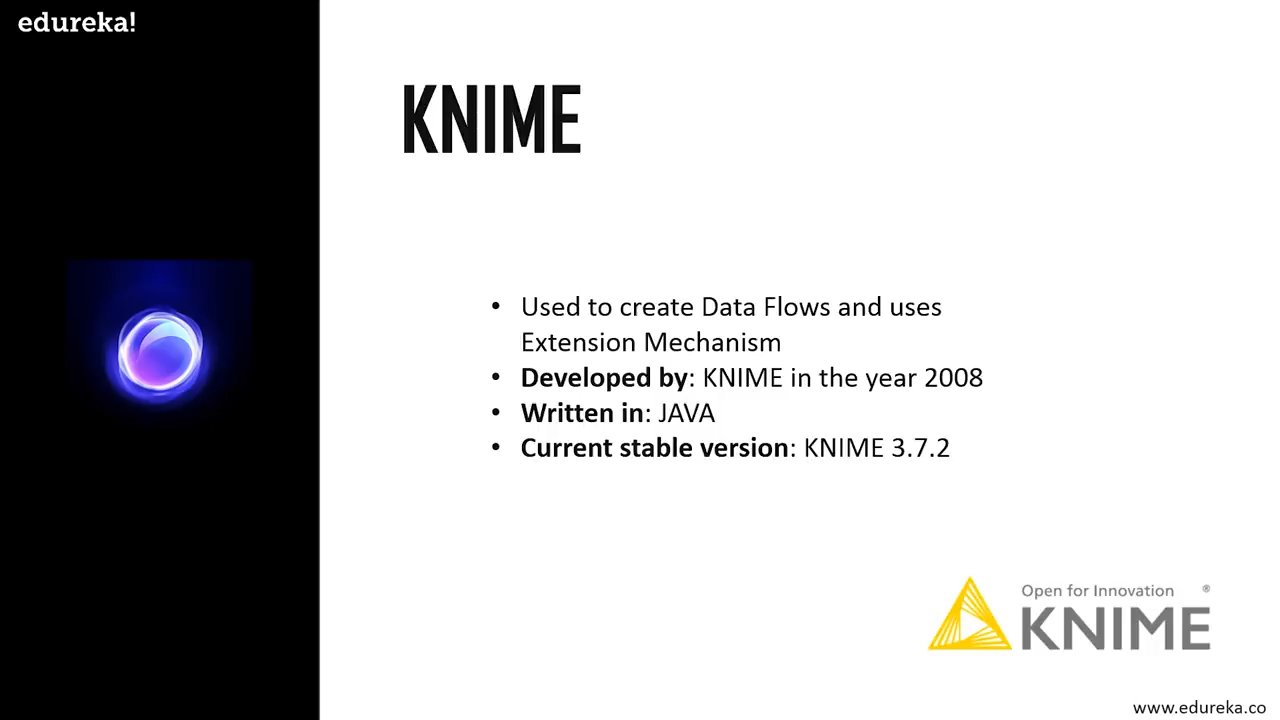 edureka!
KNIME
• Used to create Data Flows and uses
Extension Mechanism
• Developed by: KNIME in the year 2008
• Written in: JAVA
• Current stable version: KNIME 3.7.2
Open for Innovation ®
KNIME
www.edureka.co